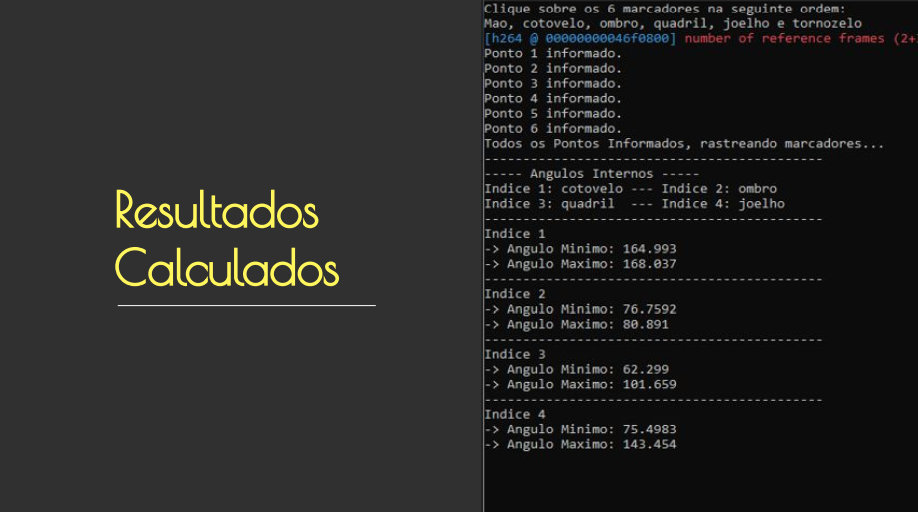 Resultados
Calculados
Clique sobre os 6 marcadores na seguinte ordem:
Mao, cotovelo, ombro, quadril, joelho e tornozelo
[h264 @ 00000000046f0800] number of reference frames (2+
Ponto 1 informado.
Ponto 2 informado.
Ponto 3 informado.
Ponto 4 informado.
Ponto 5 informado.
Ponto 6 informado.
Todos os Pontos Informados, rastreando marcadores...
--------------------------------------------
----- Angulos Internos -----
Indice 1: cotovelo --- Indice 2: ombro
Indice 3: quadril  --- Indice 4: joelho
--------------------------------------------
Indice 1
-> Angulo Minimo: 164.993
-> Angulo Maximo: 168.037
--------------------------------------------
Indice 2
-> Angulo Minimo: 76.7592
-> Angulo Maximo: 80.891
--------------------------------------------
Indice 3
-> Angulo Minimo: 62.299
-> Angulo Maximo: 101.659
--------------------------------------------
Indice 4
-> Angulo Minimo: 75.4983
-> Angulo Maximo: 143.454